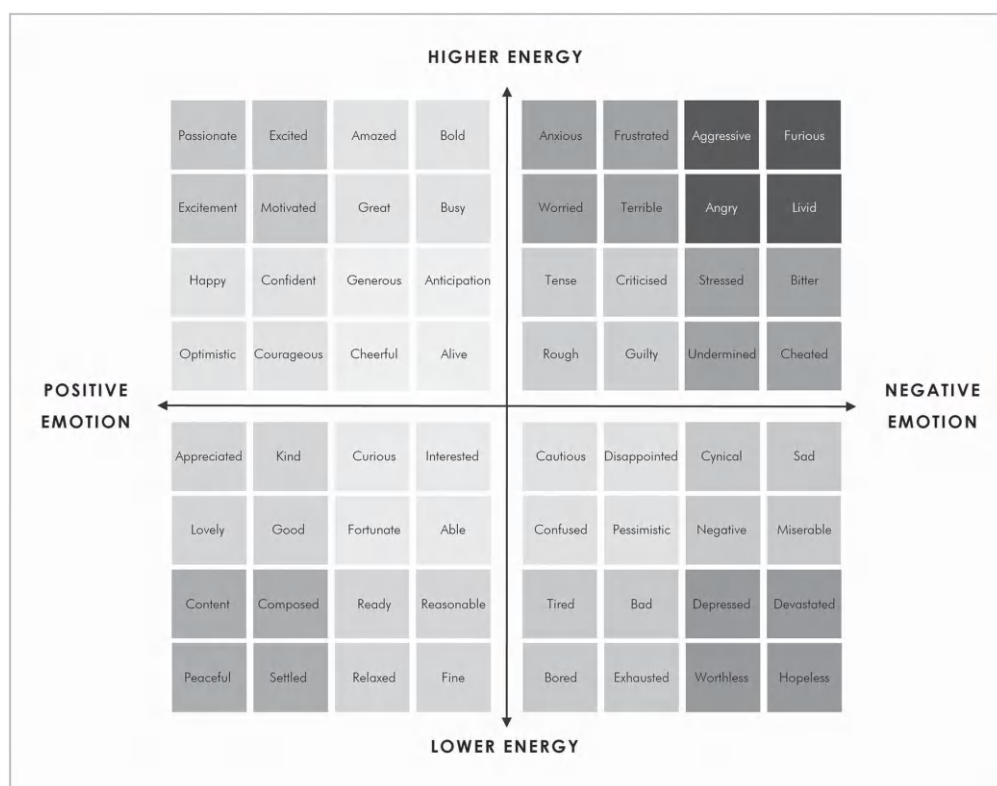 HIGHER ENERGY
Passionate Excited Amazed Bold Anxious Frustrated Aggressive Furious
Excitement Motivated Great Busy Worried Terrible Angry Livid
Happy Confident Generous Anticipation Tense Criticised Stressed Bitter
Optimistic Courageous Cheerful Alive Rough Guilty Undermined Cheated
POSITIVE
EMOTION
NEGATIVE
EMOTION
Appreciated Kind Curious Interested Cautious Disappointed Cynical Sad
Lovely Good Fortunate Able Confused Pessimistic Negative Miserable
Content Composed Ready Reasonable Tired Bad Depressed Devastated
Peaceful Settled Relaxed Fine Bored Exhausted Worthless Hopeless
LOWER ENERGY